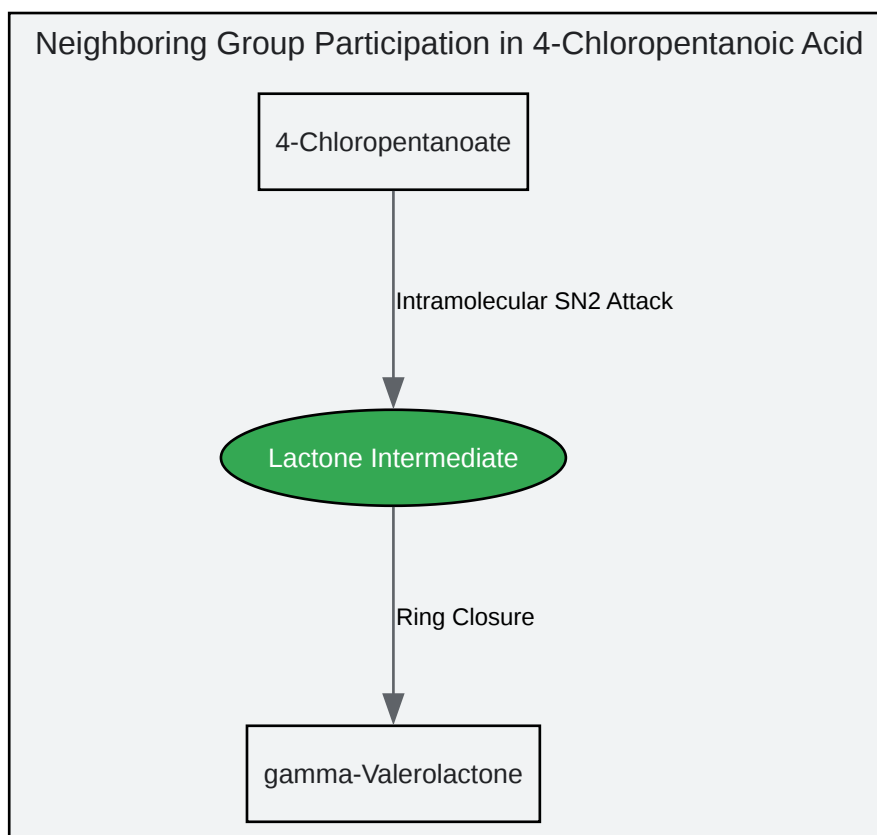 Neighboring Group Participation in 4-Chloropentanoic Acid
4-Chloropentanoate
Intramolecular SN2 Attack
Lactone Intermediate
Ring Closure
gamma-Valerolactone